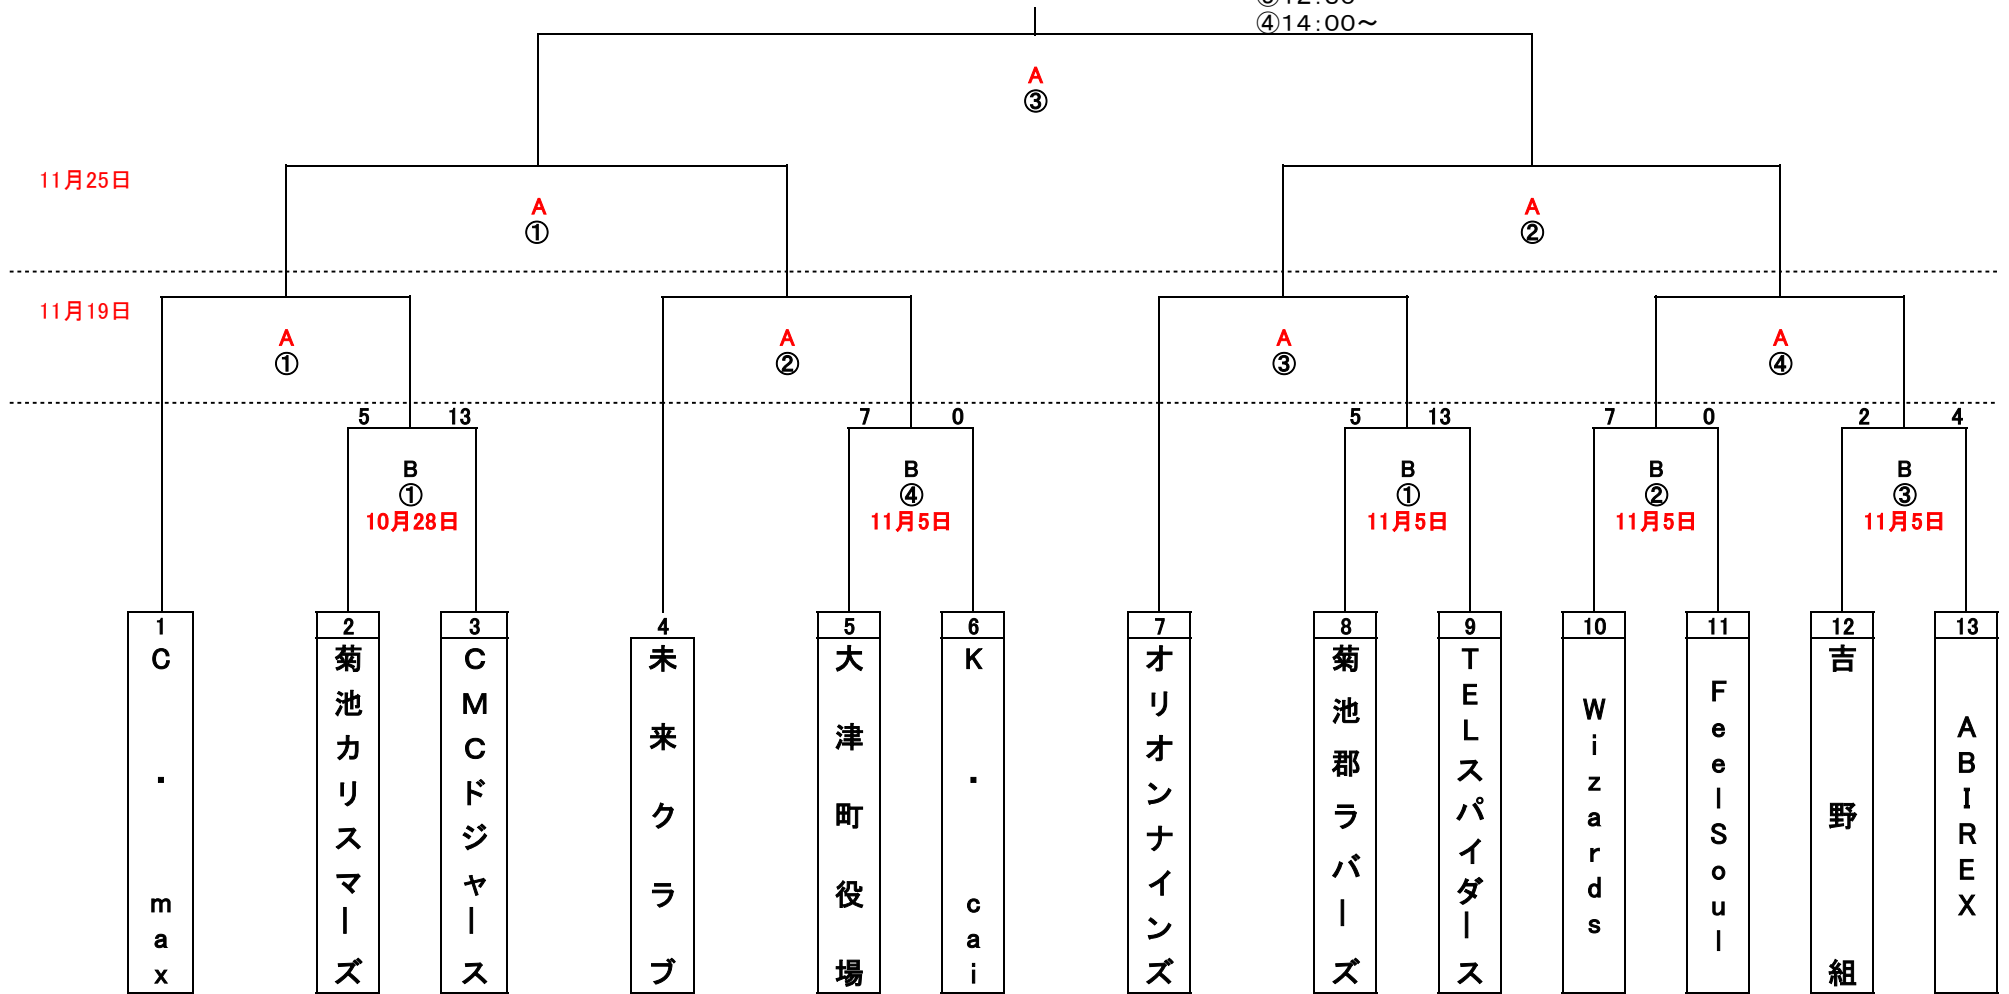 ④14:00～
A
③
11月25日
A
①
A
②
11月19日
A
①
A
②
A
③
A
④
5 13
7 0
5 13
7 0
2 4
B
①
10月28日
B
④
11月5日
B
①
11月5日
B
②
11月5日
B
③
11月5日
1
C・max
2
菊池カリスマーズ
3
CMCドジャース
4
未来クラブ
5
大津町役場
6
K・cai
7
オリオンナインズ
8
菊池郡ラバーズ
9
TELスパイダース
10
Wizards
11
FeelSoul
12
吉野組
13
ABIREX